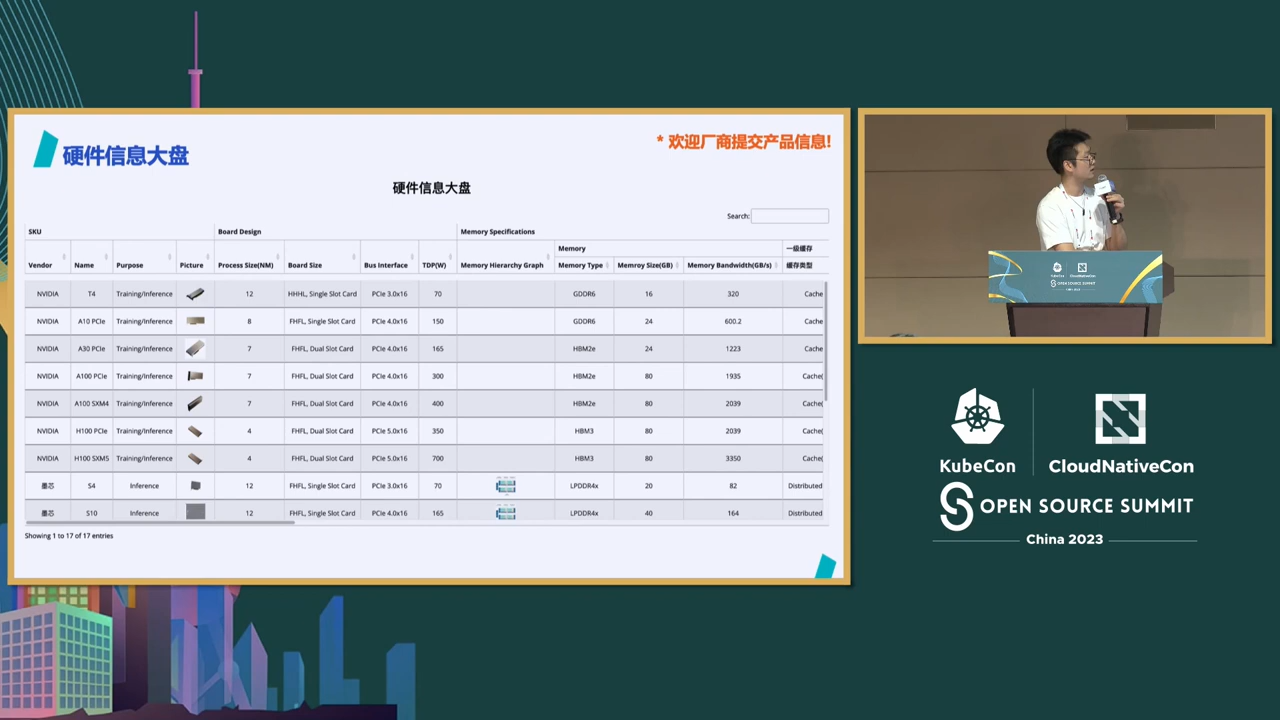 硬件信息大盘
* 欢迎厂商提交产品信息!
硬件信息大盘
Search:
SKU Board Design Memory Specifications
Memory 一级缓存
Vendor Name Purpose Picture Process Size(NM) Board Size Bus Interface TDP(W) Memory Hierarchy Graph Memory Type Memroy Size(GB) Memory Bandwidth(GB/s) 缓存类型
NVIDIA T4 Training/Inference 12 HHHL, Single Slot Card PCIe 3.0x16 70 GDDR6 16 320 Cache
NVIDIA A10 PCIe Training/Inference 8 FHFL, Single Slot Card PCIe 4.0x16 150 GDDR6 24 600.2 Cache
NVIDIA A30 PCIe Training/Inference 7 FHFL, Dual Slot Card PCIe 4.0x16 165 HBM2e 24 1223 Cache
NVIDIA A100 PCIe Training/Inference 7 FHFL, Dual Slot Card PCIe 4.0x16 300 HBM2e 80 1935 Cache(
NVIDIA A100 SXM4 Training/Inference 7 FHFL, Dual Slot Card PCIe 4.0x16 400 HBM2e 80 2039 Cache(
NVIDIA H100 PCIe Training/Inference 4 FHFL, Dual Slot Card PCIe 5.0x16 350 HBM3 80 2039 Cache(
NVIDIA H100 SXM5 Training/Inference 4 FHFL, Dual Slot Card PCIe 5.0x16 700 HBM3 80 3350 Cache(
墨芯 S4 Inference 12 FHFL, Single Slot Card PCIe 3.0x16 70 LPDDR4x 20 82 Distributed
墨芯 S10 Inference 12 FHFL, Single Slot Card PCIe 4.0x16 165 LPDDR4x 40 164 Distributed
Showing 1 to 17 of 17 entries
KubeCon CloudNativeCon
OPEN SOURCE SUMMIT
KubeCon CloudNativeCon
OPEN SOURCE SUMMIT
China 2023